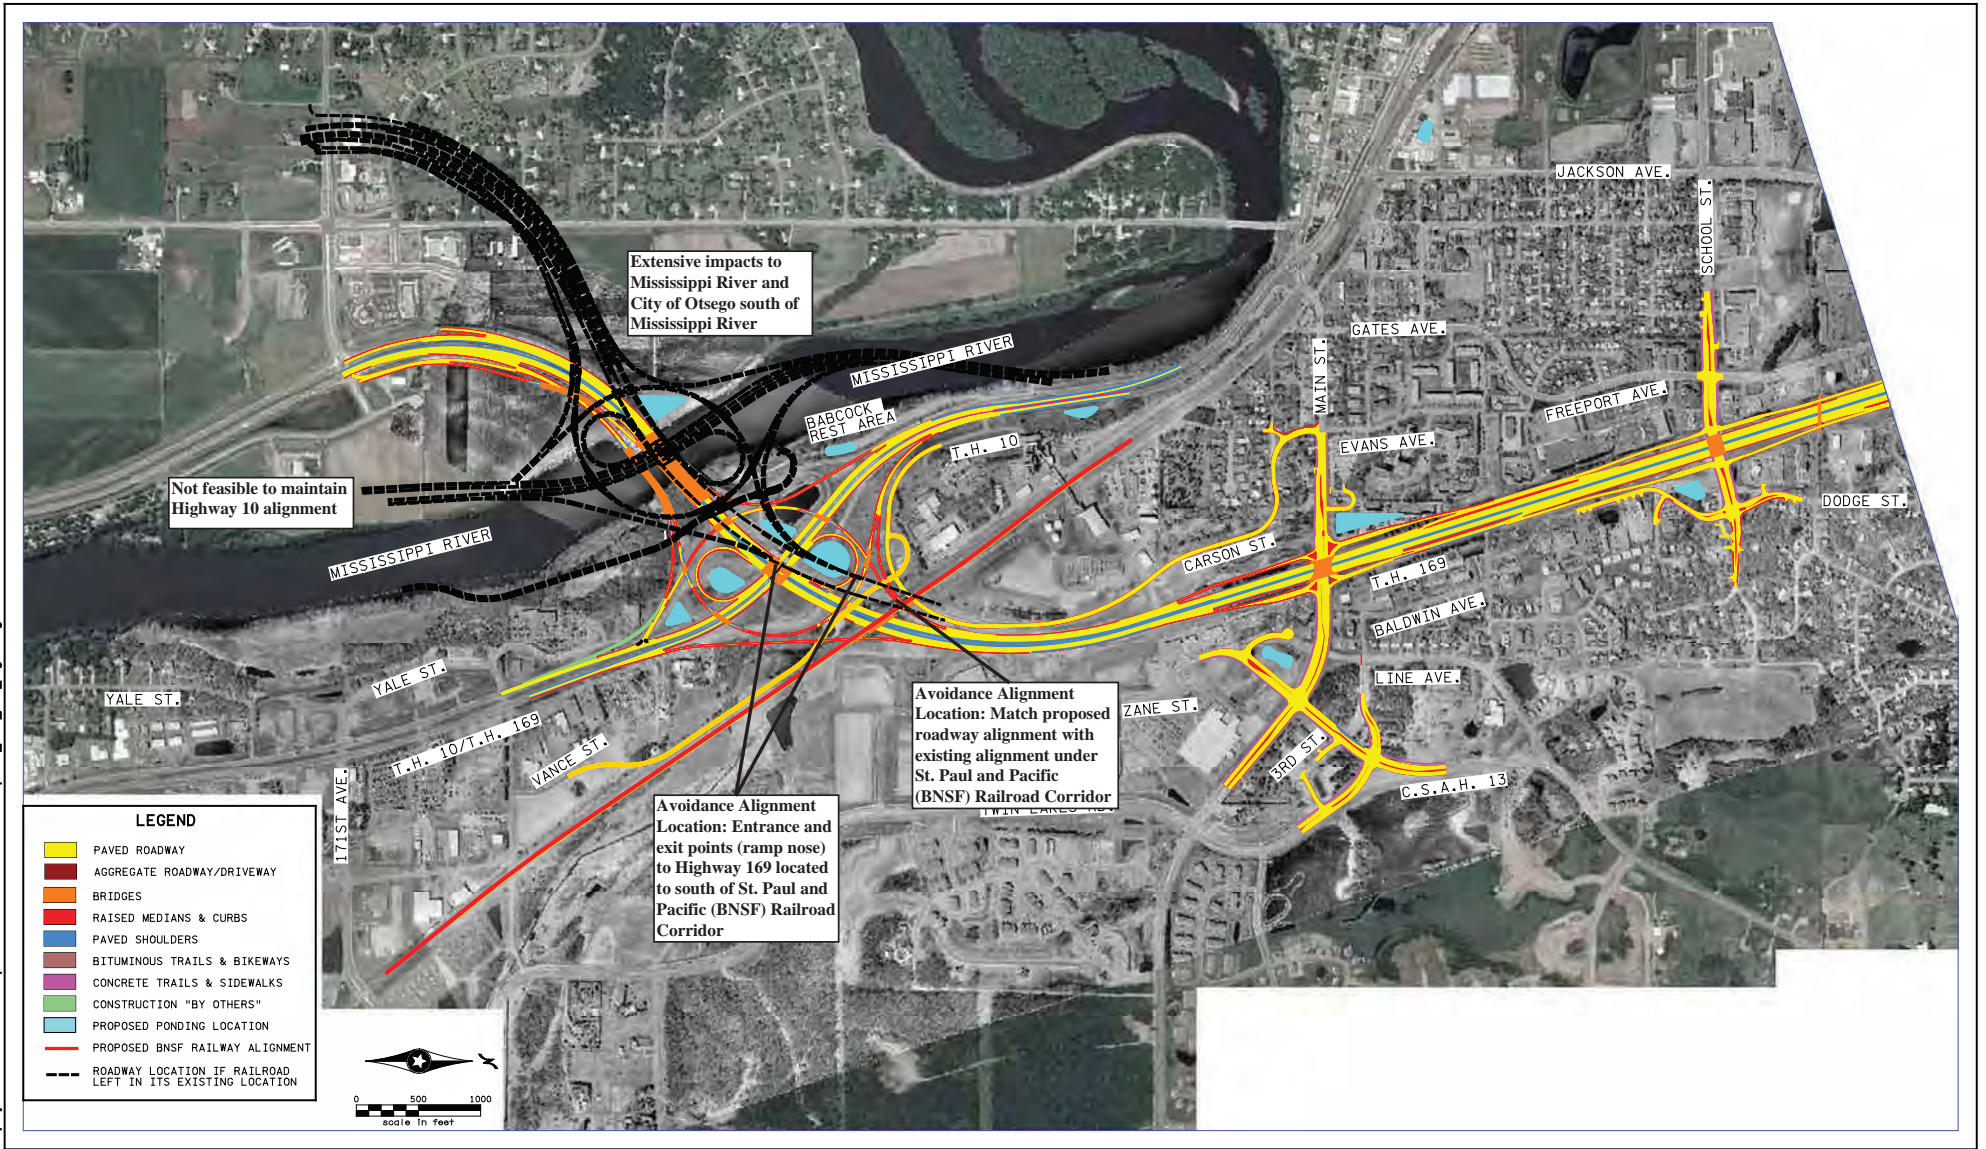 JACKSON AVE.
SCHOOL ST.
Extensive impacts to
Mississippi River and
City of Otsego south of
Mississippi River
GATES AVE.
MISSISSIPPI RIVER
MAIN ST.
FREEPORT AVE.
BABCOCK
REST AREA
T.H. 10
EVANS AVE.
Not feasible to maintain
Highway 10 alignment
DODGE ST.
MISSISSIPPI RIVER
CARSON ST.
T.H. 169
BALDWIN AVE.
YALE ST.
YALE ST.
LINE AVE.
ZANE ST.
Avoidance Alignment
Location: Match proposed
roadway alignment with
existing alignment under
St. Paul and Pacific
(BNSF) Railroad Corridor
T.H. 10/T.H. 169
VANCE ST.
3RD ST.
C.S.A.H. 13
171ST AVE.
TWIN LAKES RD.
Avoidance Alignment
Location: Entrance and
exit points (ramp nose)
to Highway 169 located
to south of St. Paul and
Pacific (BNSF) Railroad
Corridor
LEGEND
PAVED ROADWAY
AGGREGATE ROADWAY/DRIVEWAY
BRIDGES
RAISED MEDIANS & CURBS
PAVED SHOULDERS
BITUMINOUS TRAILS & BIKEWAYS
CONCRETE TRAILS & SIDEWALKS
CONSTRUCTION "BY OTHERS"
PROPOSED PONDING LOCATION
PROPOSED BNSF RAILWAY ALIGNMENT
ROADWAY LOCATION IF RAILROAD
LEFT IN ITS EXISTING LOCATION
N
0 500 1000
scale in feet